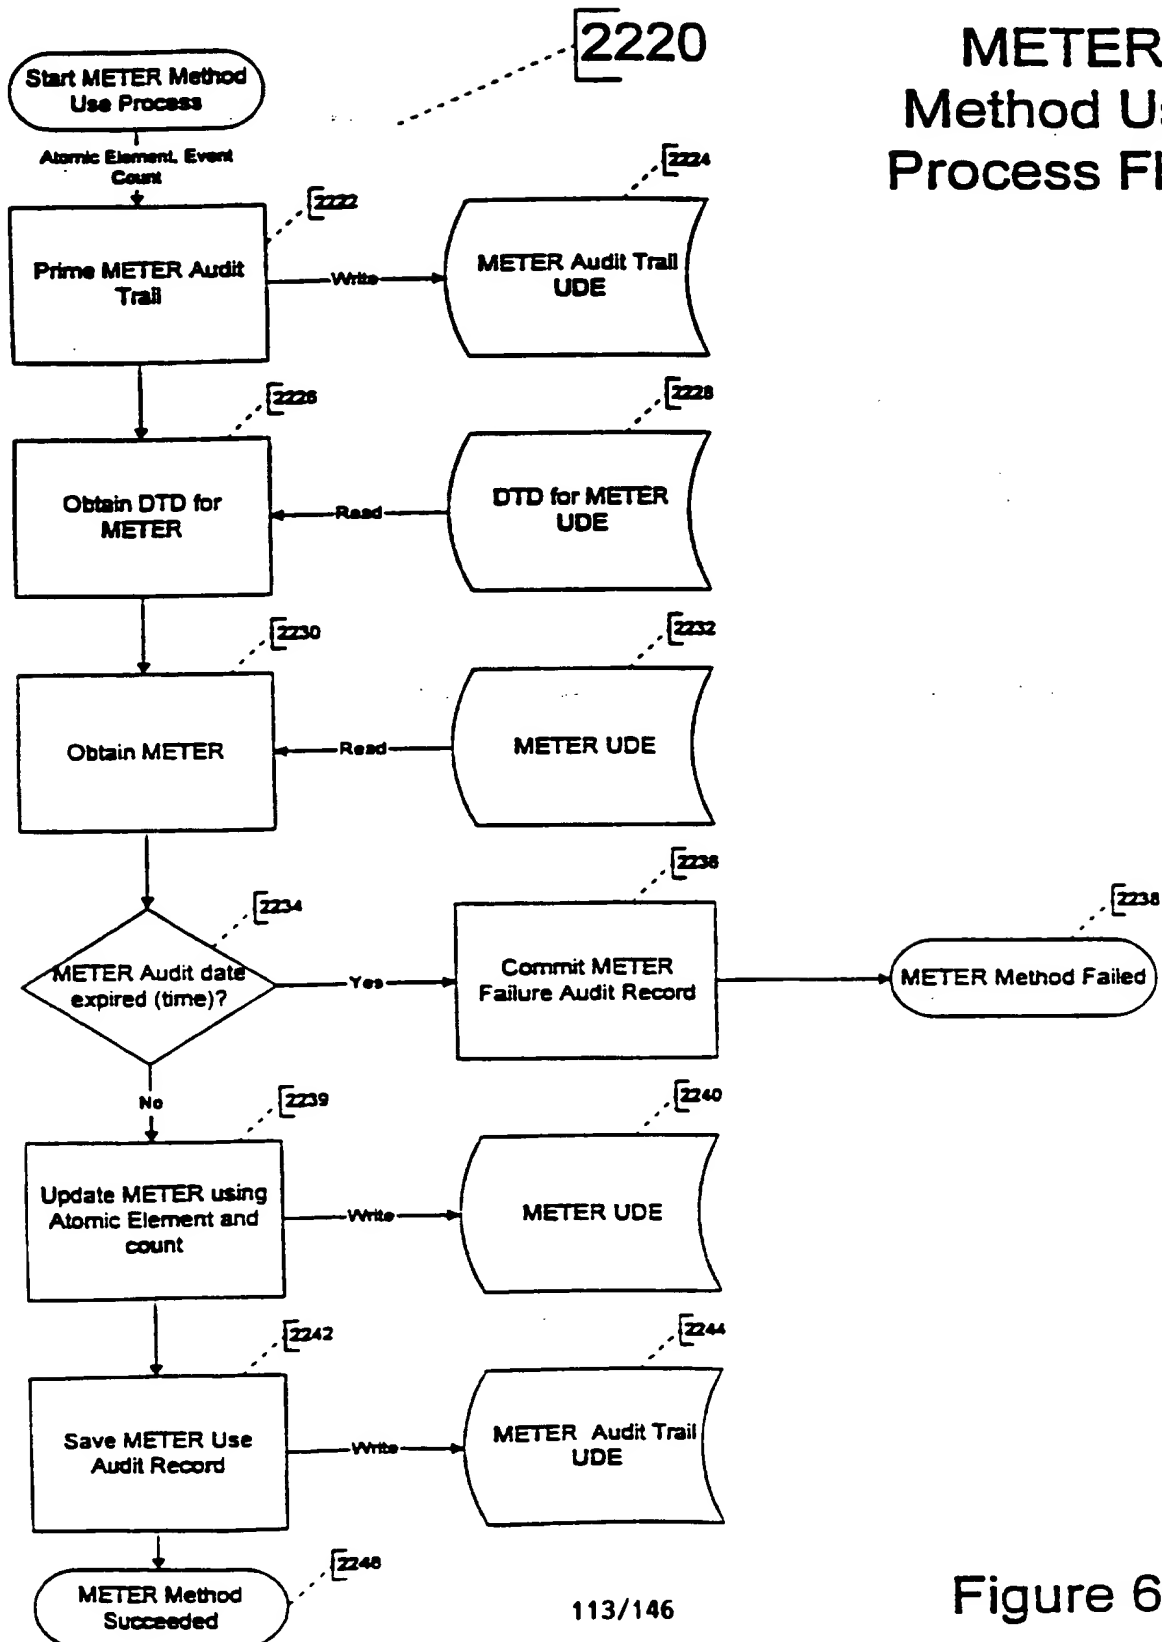 2220
METER
Method Us
Process Fl
Start METER Method
Use Process
Atomic Element, Event
Count
2222
2224
Prime METER Audit
Trail
Write
METER Audit Trail
UDE
2226
2228
Obtain DTD for
METER
Read
DTD for METER
UDE
2230
2232
Obtain METER
Read
METER UDE
2234
2236
2238
METER Audit date
expired (time)?
Yes
Commit METER
Failure Audit Record
METER Method Failed
No
2239
2240
Update METER using
Atomic Element and
count
Write
METER UDE
2242
2244
Save METER Use
Audit Record
Write
METER Audit Trail
UDE
2246
METER Method
Succeeded
113/146
Figure 6